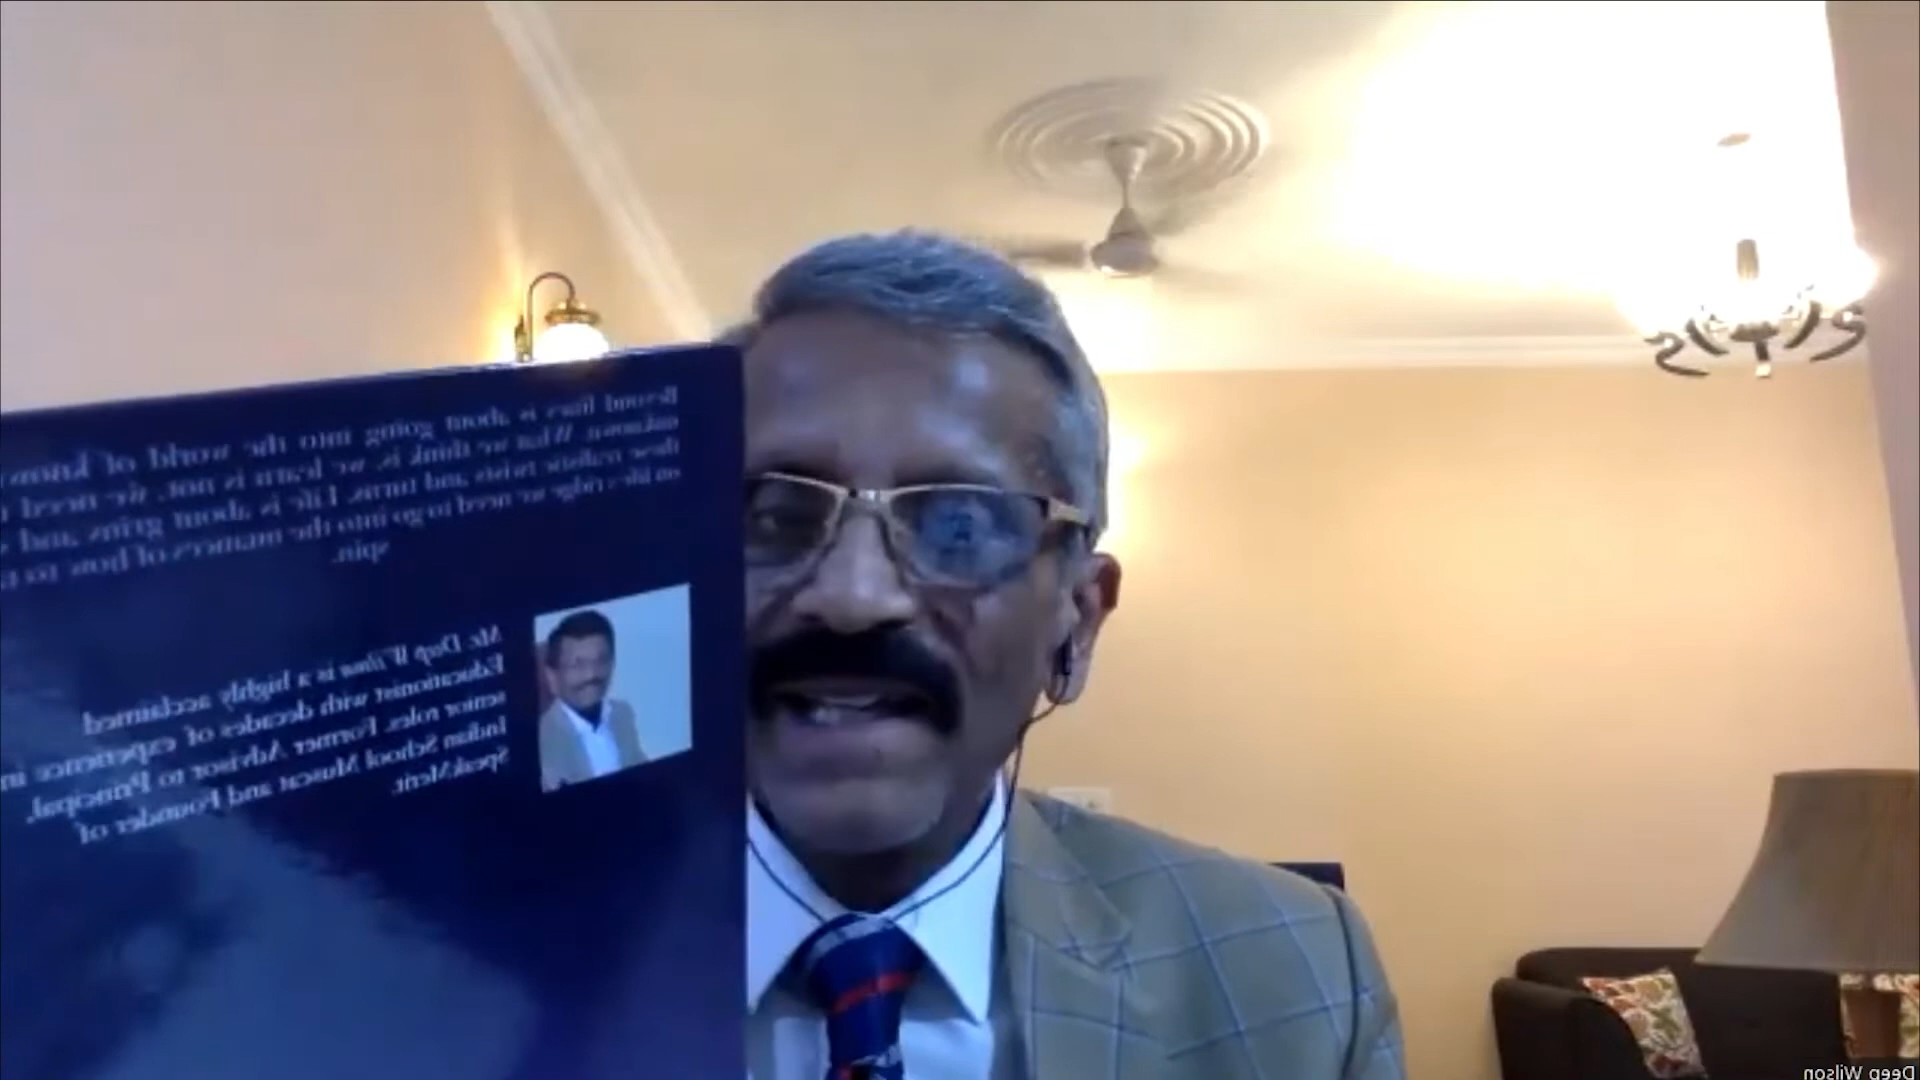 Beyond lines is about going into the world of
unknown. What we think is, we learn is not, we need
these realistic twists and turns. Life is about grins and
on life's ridge we need to go into the nuances of how to
spin.
Mr. Deep Wilson is a highly acclaimed
Educationist with decades of experience in
senior roles. Former Advisor to Principal,
Indian School Muscat and Founder of
SpeakMerit.
Deep Wilson